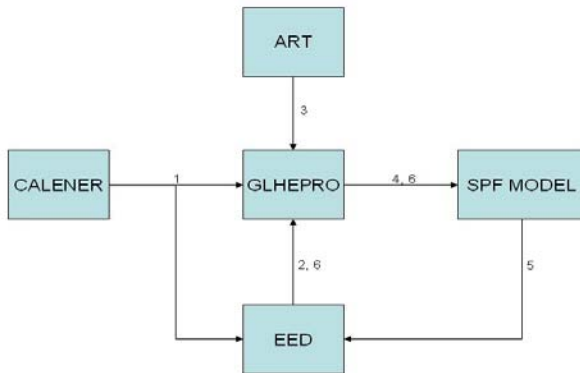 ART
3
CALENER
1
GLHEPRO
4, 6
SPF MODEL
2, 6
5
EED